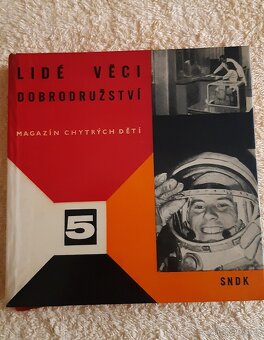 LIDÉ VĚCI
DOBRODRUŽSTVÍ
MAGAZÍN CHYTRÝCH DĚTÍ
5
SNDK